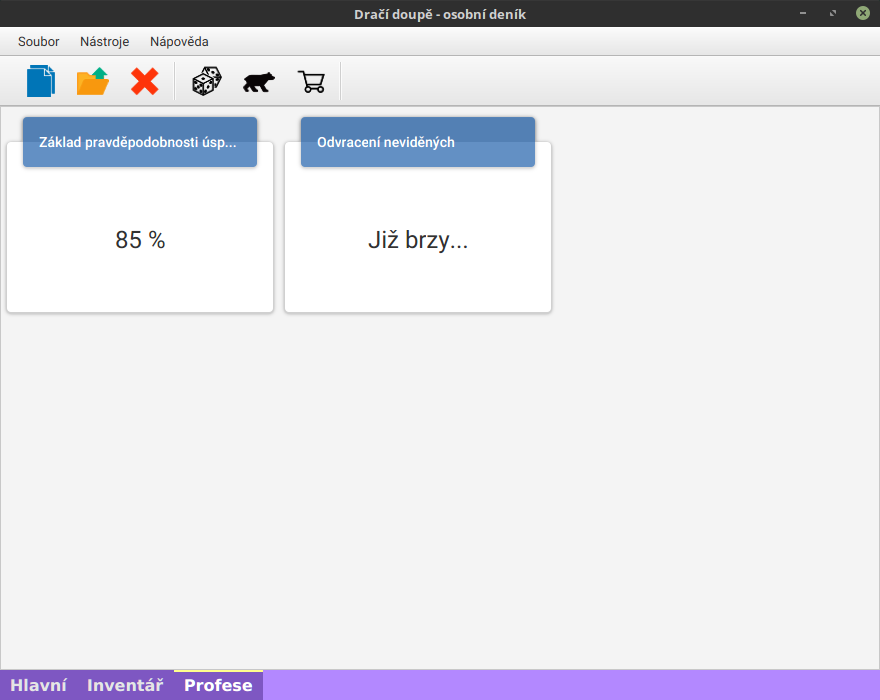 Dračí doupě - osobní deník
Soubor Nástroje Nápověda
Základ pravděpodobnosti úsp...
Odvracení neviděných
85 %
Již brzy...
Hlavní Inventář Profese